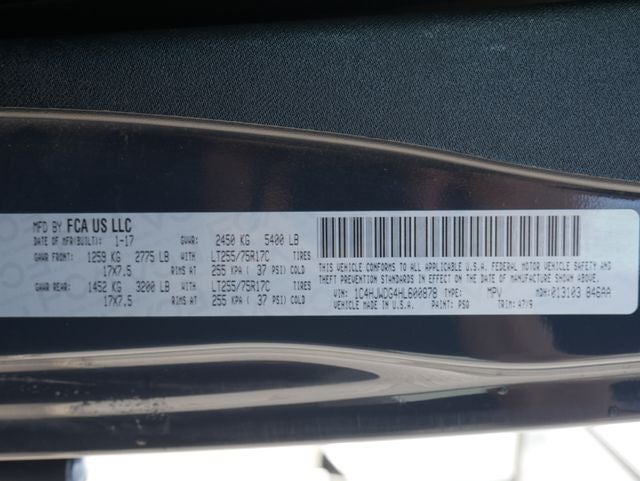 MFD BY FCA US LLC
DATE OF MFR(BUILT): 1-17 GVWR: 2450 KG 5400 LB
GAWR FRONT: 1259 KG 2775 LB WITH LT255/75R17C TIRES
17X7.5 RIMS AT 255 KPA ( 37 PSI) COLD
GAWR REAR: 1452 KG 3200 LB WITH LT255/75R17C TIRES
17X7.5 RIMS AT 255 KPA ( 37 PSI) COLD
THIS VEHICLE CONFORMS TO ALL APPLICABLE U.S.A. FEDERAL MOTOR VEHICLE SAFETY AND
THEFT PREVENTION STANDARDS IN EFFECT ON THE DATE OF MANUFACTURE SHOWN ABOVE.
VIN: 1C4HJWDG4HL600878 TYPE: MPV MDH: 013103 846AA
VEHICLE MADE IN U.S.A. PAINT: PSQ TRIM: A7/9